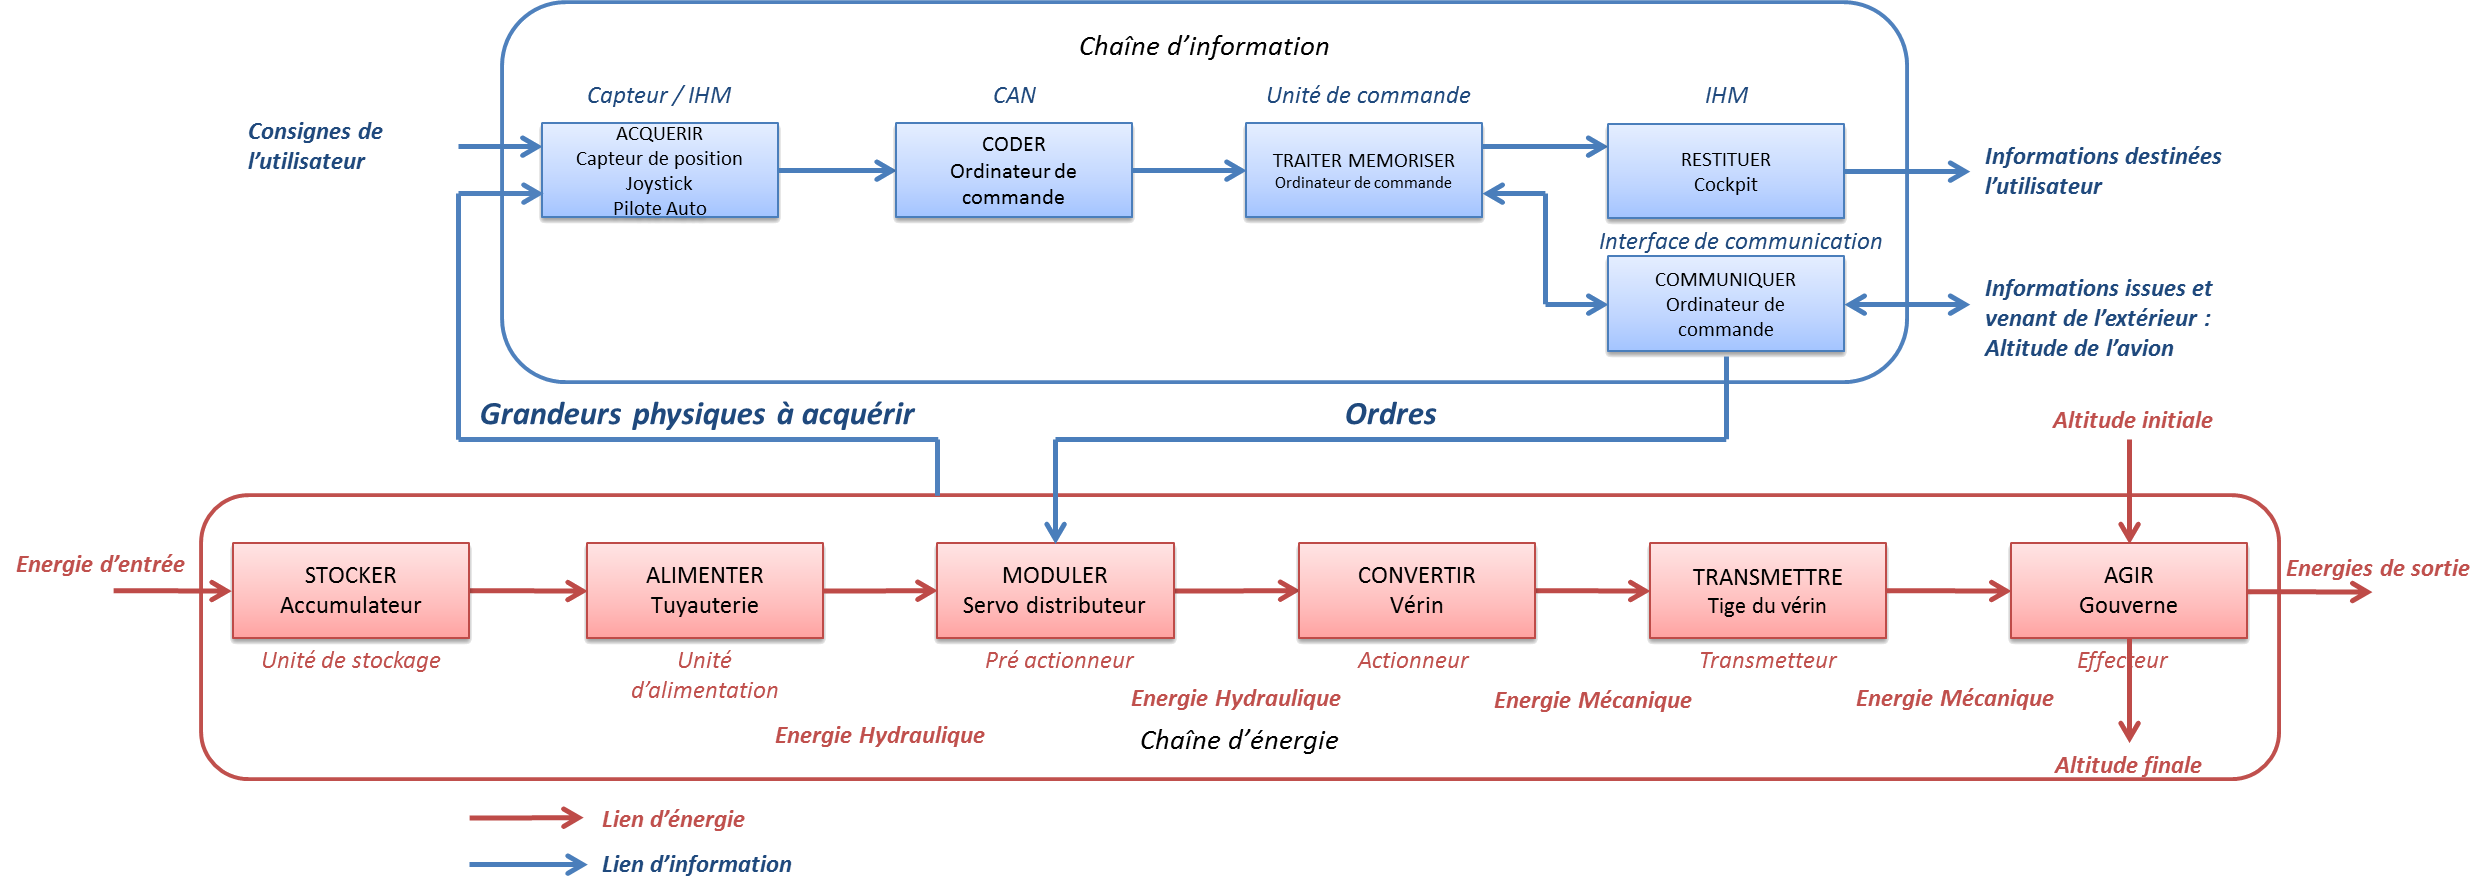 Chaîne d’information
Capteur / IHM
CAN
Unité de commande
IHM
Consignes de
l’utilisateur
ACQUERIR
Capteur de position
Joystick
Pilote Auto
CODER
Ordinateur de
commande
TRAITER MEMORISER
Ordinateur de commande
RESTITUER
Cockpit
Informations destinées
l’utilisateur
Interface de communication
COMMUNIQUER
Ordinateur de
commande
Informations issues et
venant de l’extérieur :
Altitude de l’avion
Grandeurs physiques à acquérir
Ordres
Altitude initiale
Energie d’entrée
STOCKER
Accumulateur
ALIMENTER
Tuyauterie
MODULER
Servo distributeur
CONVERTIR
Vérin
TRANSMETTRE
Tige du vérin
AGIR
Gouverne
Energies de sortie
Unité de stockage
Unité
d’alimentation
Pré actionneur
Actionneur
Transmetteur
Effecteur
Energie Hydraulique
Energie Hydraulique
Energie Mécanique
Energie Mécanique
Chaîne d’énergie
Altitude finale
Lien d’énergie
Lien d’information